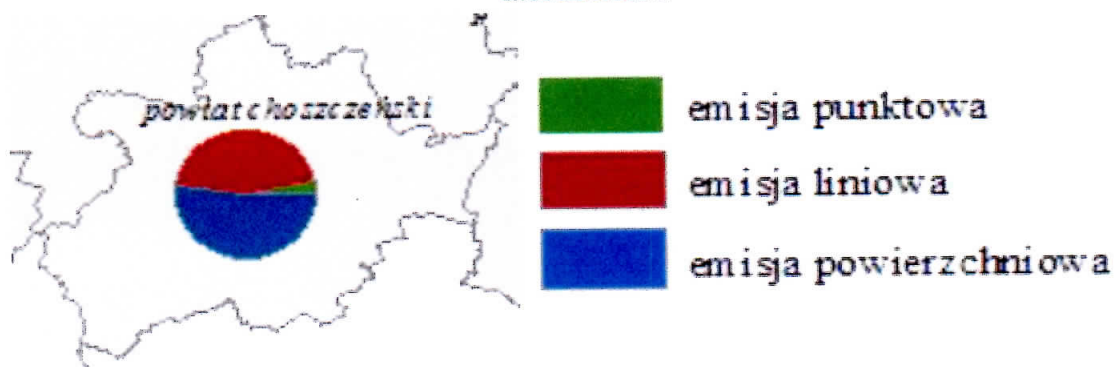 powiat choszczeński
emisja punktowa
emisja liniowa
emisja powierzchniowa